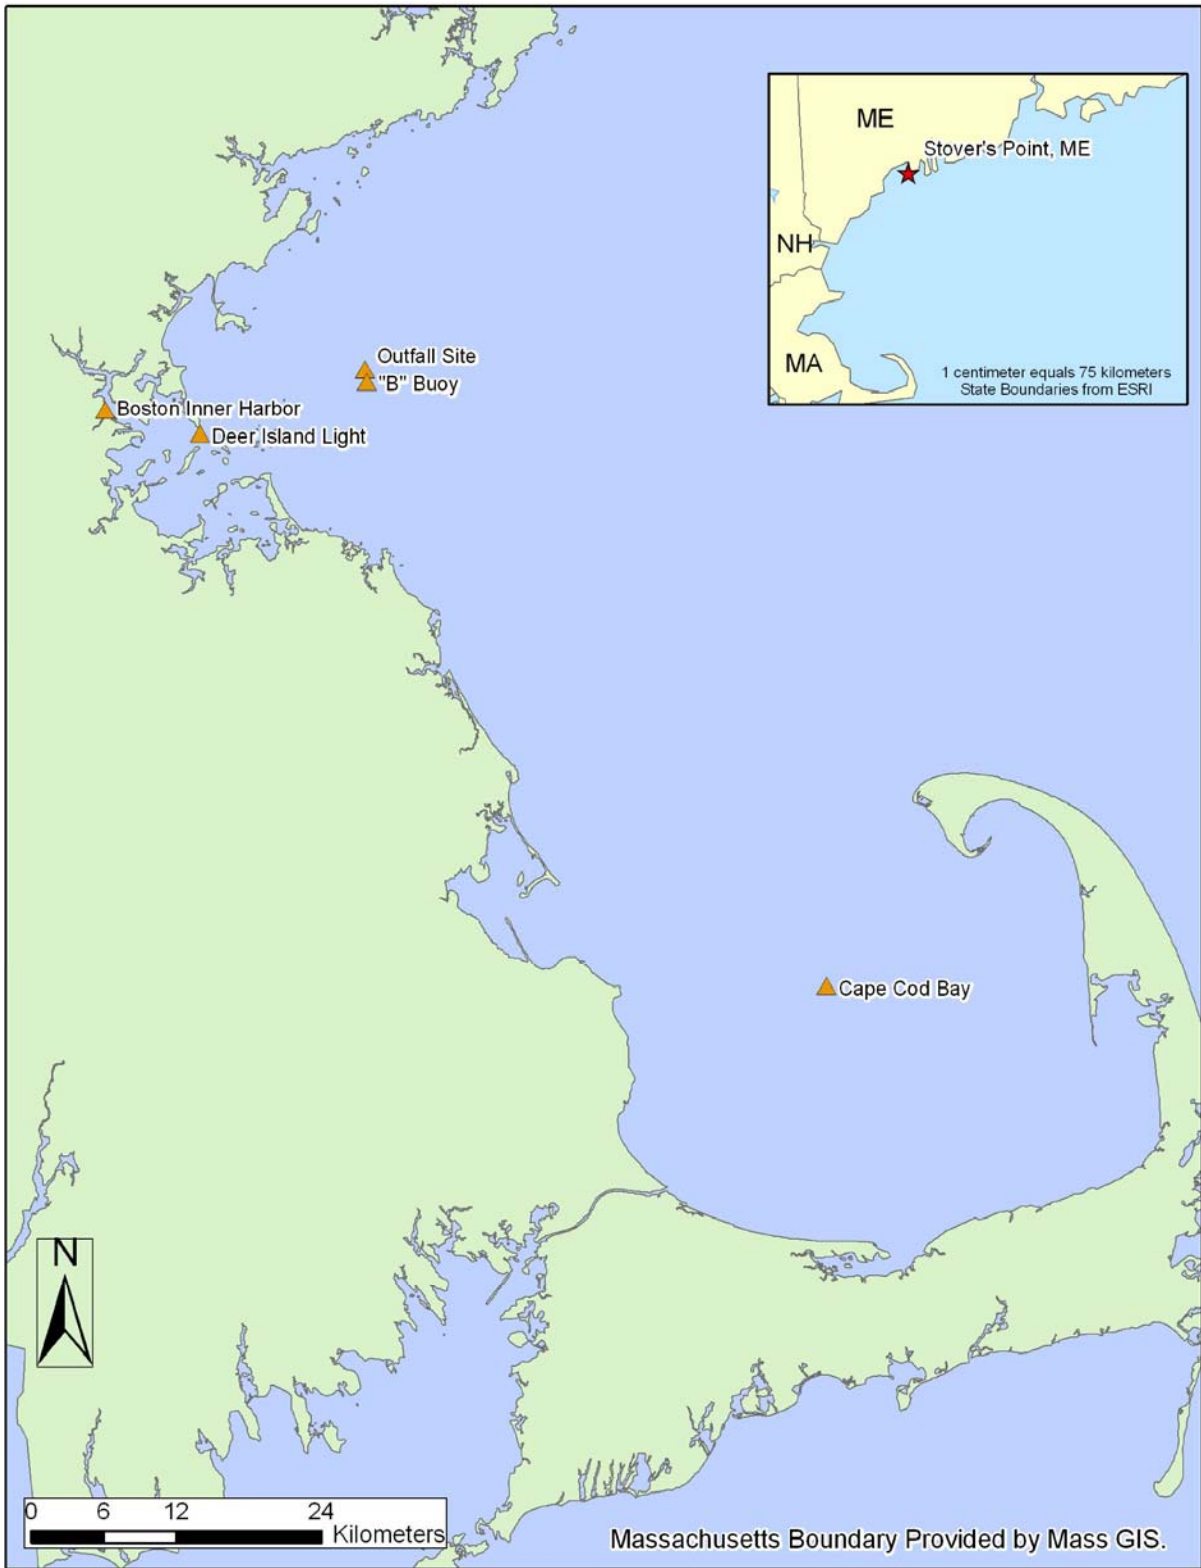 ME
Stover's Point, ME
NH
MA
1 centimeter equals 75 kilometers
State Boundaries from ESRI
Outfall Site
"B" Buoy
Boston Inner Harbor
Deer Island Light
Cape Cod Bay
N
0 6 12 24
Kilometers
Massachusetts Boundary Provided by Mass GIS.